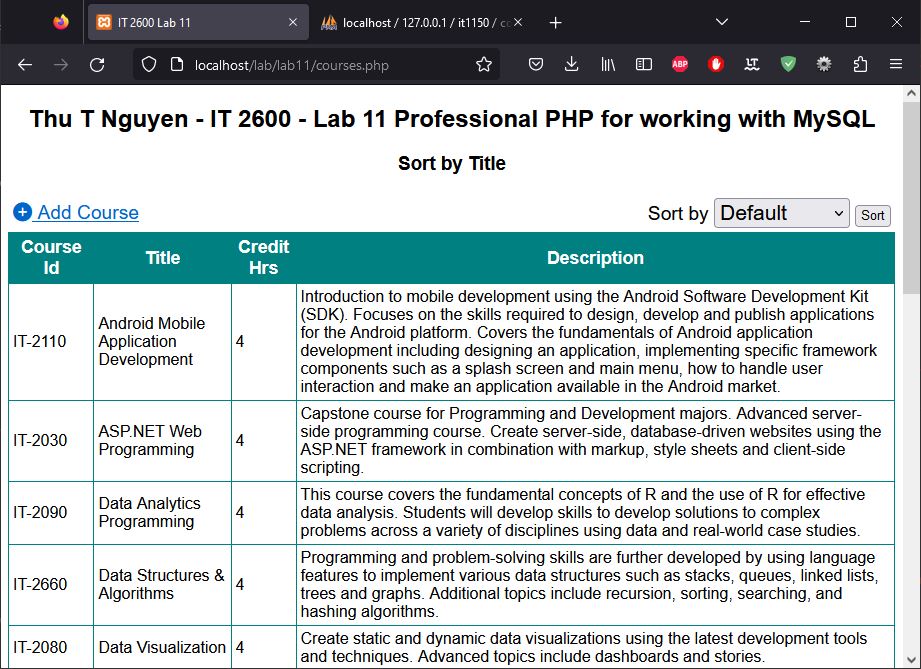 IT 2600 Lab 11
localhost / 127.0.0.1 / it1150 /
localhost/lab/lab11/courses.php
ABP
Thu T Nguyen - IT 2600 - Lab 11 Professional PHP for working with MySQL
Sort by Title
Add Course
Sort by Default Sort
Course Id Title Credit Hrs Description
IT-2110
Android Mobile
Application
Development
4
Introduction to mobile development using the Android Software Development Kit
(SDK). Focuses on the skills required to design, develop and publish applications
for the Android platform. Covers the fundamentals of Android application
development including designing an application, implementing specific framework
components such as a splash screen and main menu, how to handle user
interaction and make an application available in the Android market.
IT-2030
ASP.NET Web
Programming
4
Capstone course for Programming and Development majors. Advanced server-
side programming course. Create server-side, database-driven websites using the
ASP.NET framework in combination with markup, style sheets and client-side
scripting.
IT-2090
Data Analytics
Programming
4
This course covers the fundamental concepts of R and the use of R for effective
data analysis. Students will develop skills to develop solutions to complex
problems across a variety of disciplines using data and real-world case studies.
IT-2660
Data Structures &
Algorithms
4
Programming and problem-solving skills are further developed by using language
features to implement various data structures such as stacks, queues, linked lists,
trees and graphs. Additional topics include recursion, sorting, searching, and
hashing algorithms.
IT-2080
Data Visualization
4
Create static and dynamic data visualizations using the latest development tools
and techniques. Advanced topics include dashboards and stories.